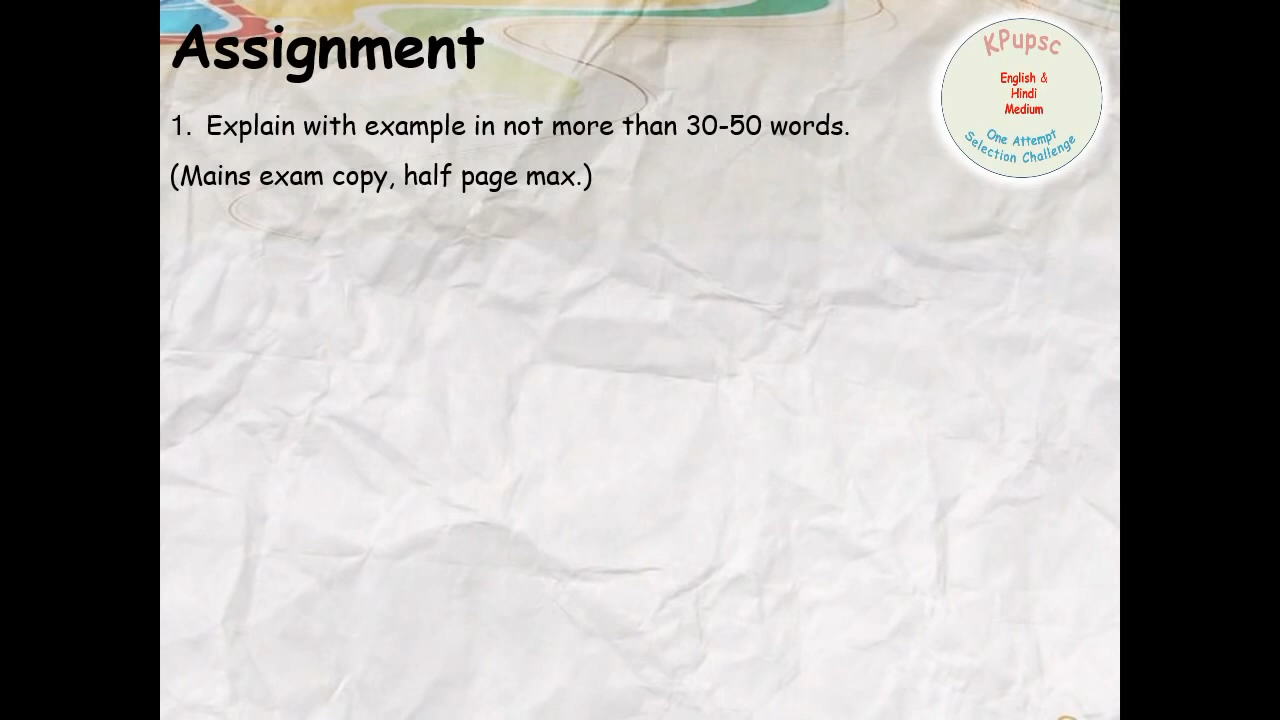 Assignment
1. Explain with example in not more than 30-50 words.
(Mains exam copy, half page max.)
KPupsc
English &
Hindi
Medium
One Attempt
Selection Challenge